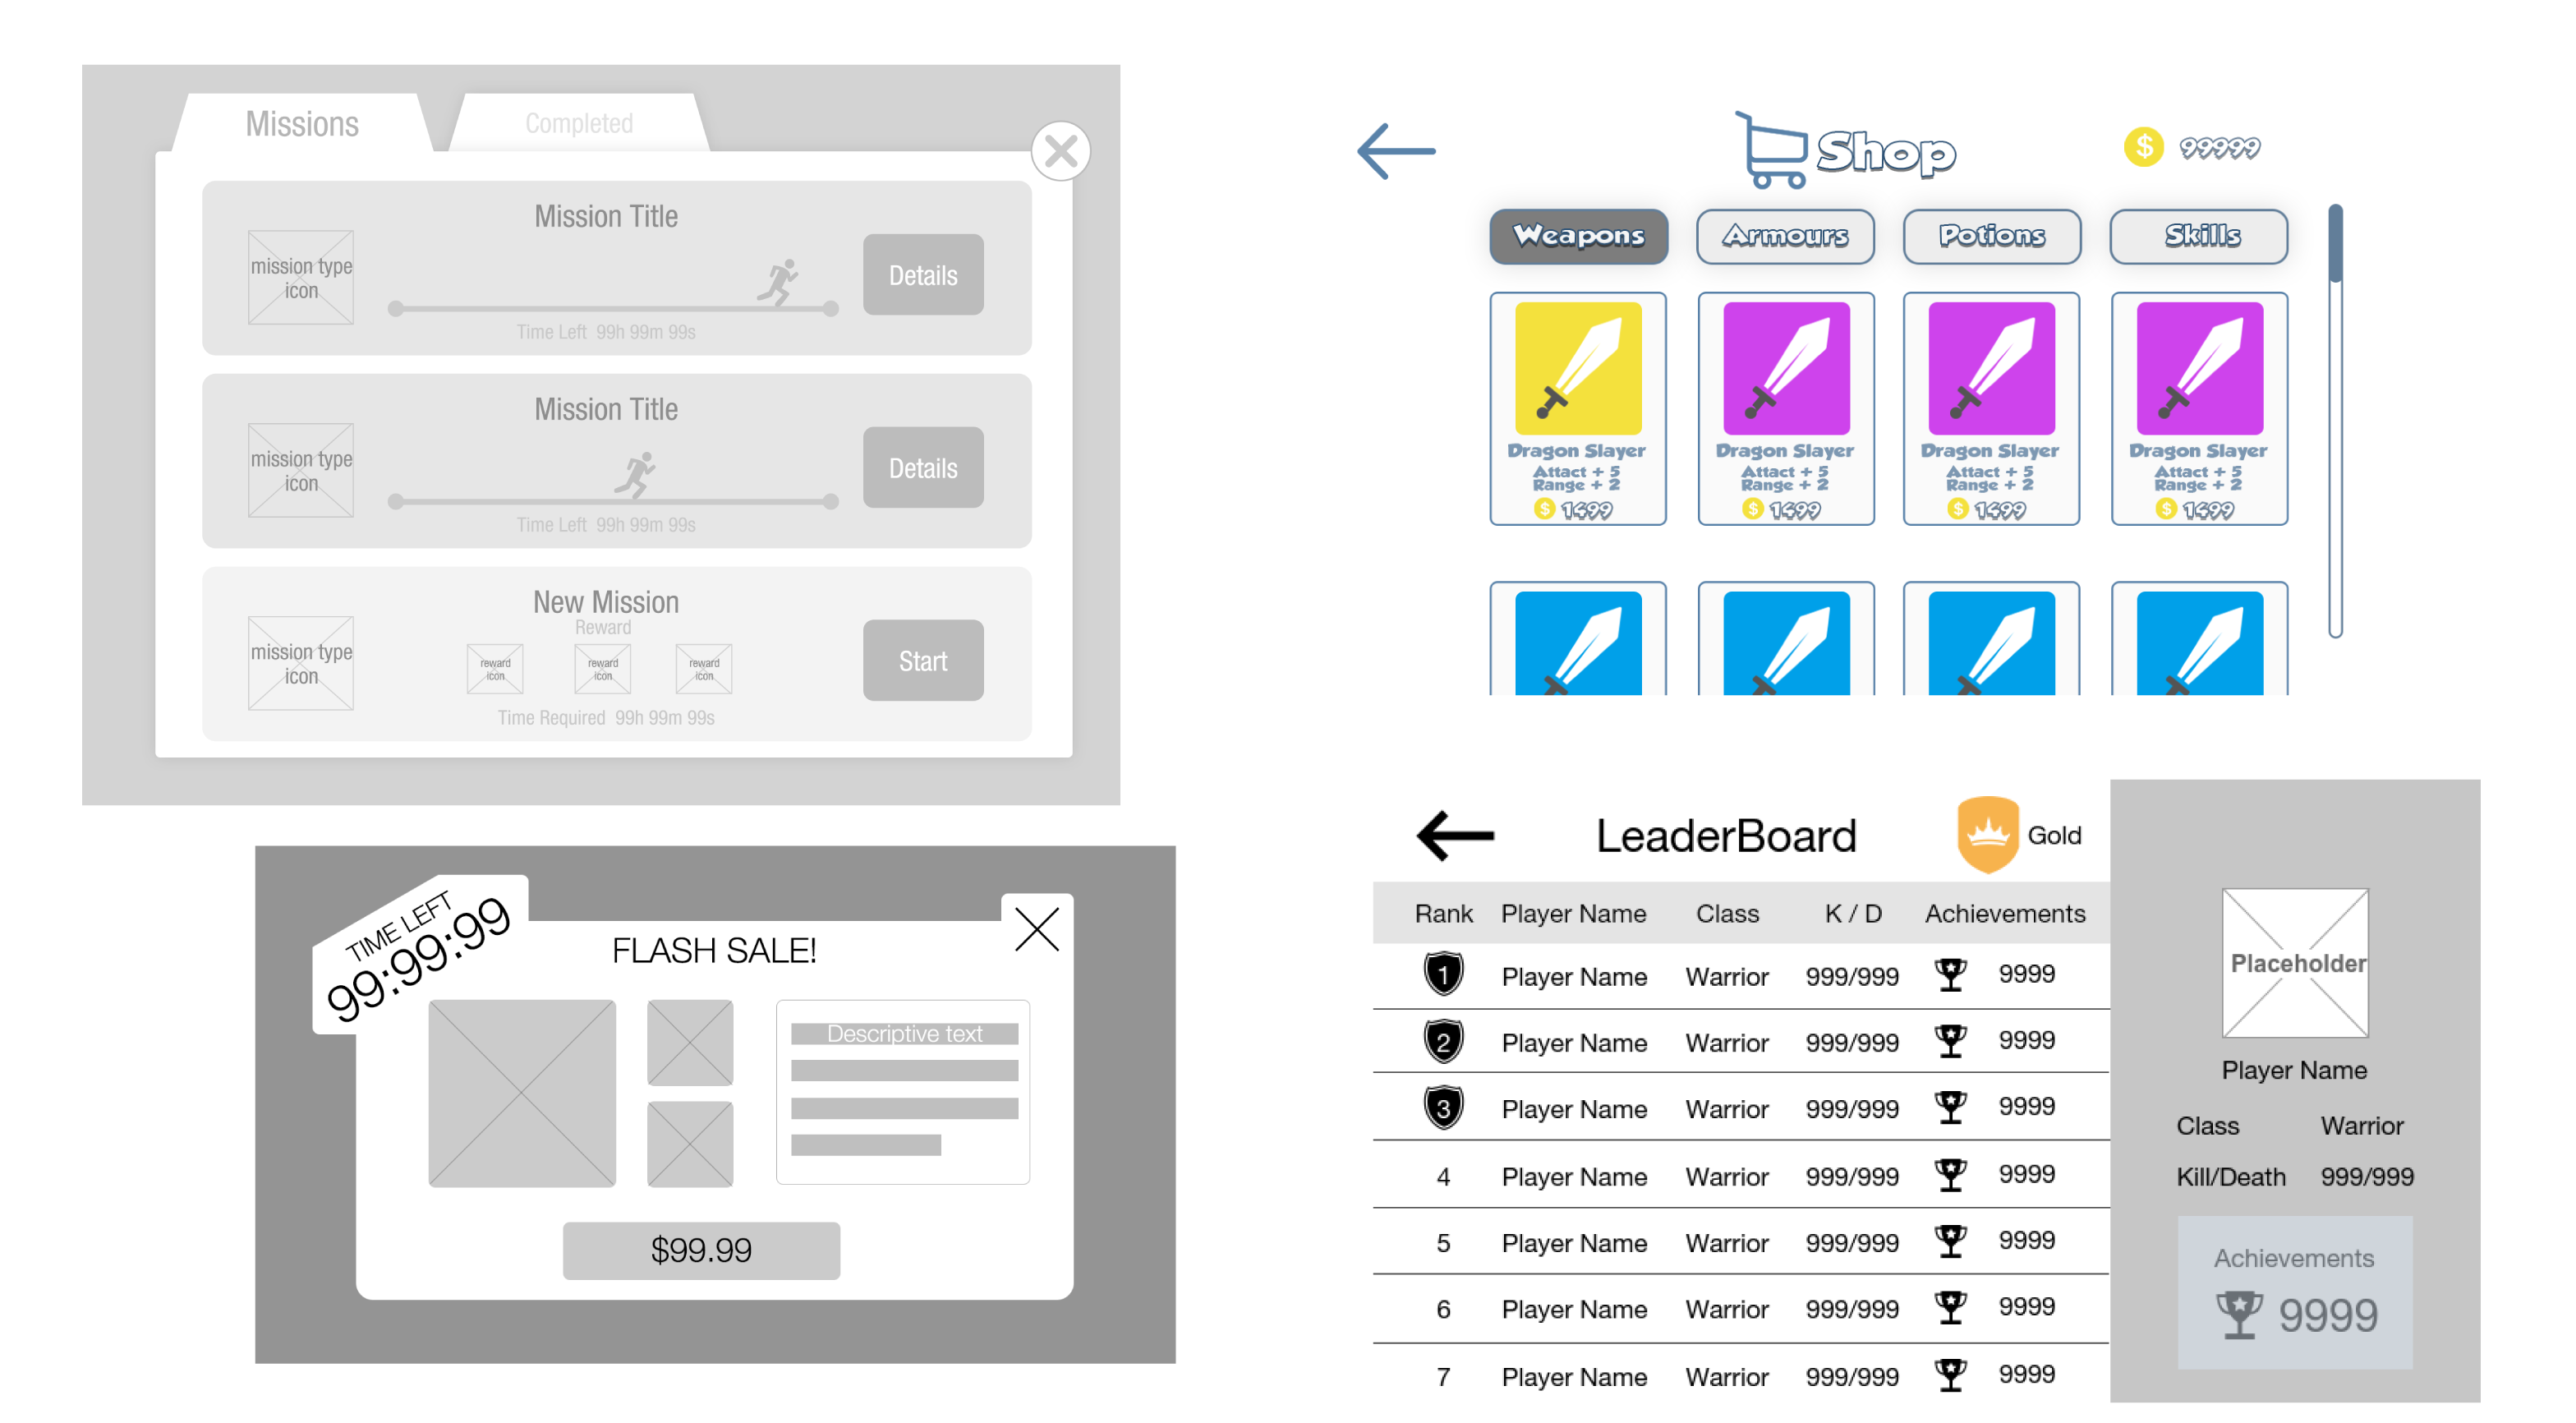 Missions
Completed
Mission Title
mission type
icon
Details
Time Left 99h 99m 99s
Mission Title
mission type
icon
Details
Time Left 99h 99m 99s
New Mission
Reward
mission type
icon
reward
icon
reward
icon
reward
icon
Start
Time Required 99h 99m 99s
Shop
$ 99999
Weapons
Armours
Potions
Skills
Dragon Slayer
Attact + 5
Range + 2
$ 1499
Dragon Slayer
Attact + 5
Range + 2
$ 1499
Dragon Slayer
Attact + 5
Range + 2
$ 1499
Dragon Slayer
Attact + 5
Range + 2
$ 1499
TIME LEFT
99:99:99
FLASH SALE!
Descriptive text
$99.99
LeaderBoard
Gold
Rank Player Name Class K / D Achievements
1 Player Name Warrior 999/999 9999
2 Player Name Warrior 999/999 9999
3 Player Name Warrior 999/999 9999
4 Player Name Warrior 999/999 9999
5 Player Name Warrior 999/999 9999
6 Player Name Warrior 999/999 9999
7 Player Name Warrior 999/999 9999
Placeholder
Player Name
Class Warrior
Kill/Death 999/999
Achievements
9999